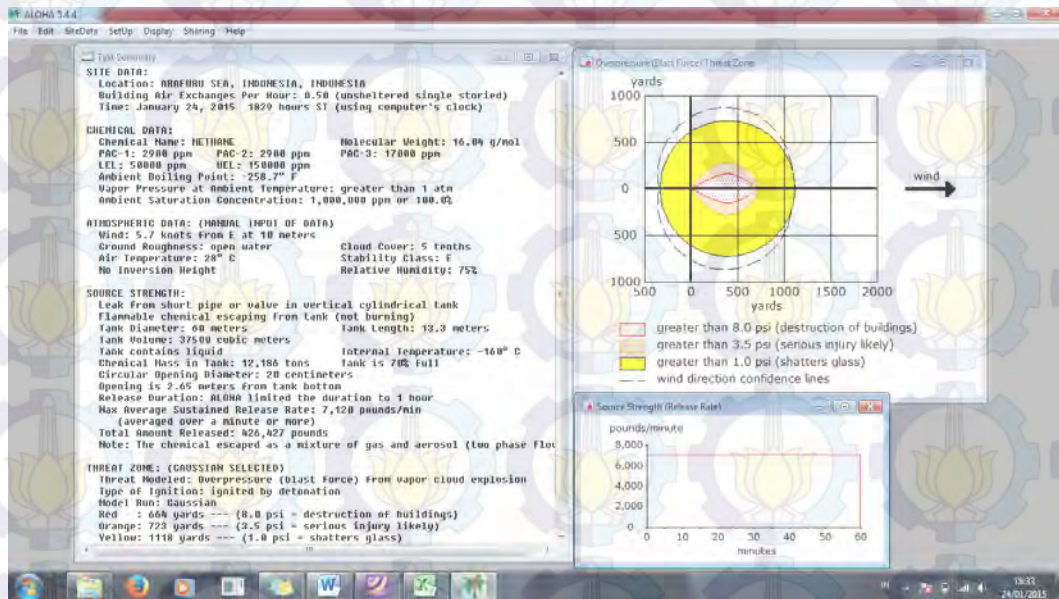 ALOHA 5.4.4
File Edit SiteData SetUp Display Sharing Help
Text Summary
SITE DATA:
Location: ARAFURU SEA, INDONESIA, INDONESIA
Building Air Exchanges Per Hour: 0.50 (unsheltered single storied)
Time: January 24, 2015 1829 hours ST (using computer's clock)
CHEMICAL DATA:
Chemical Name: METHANE Molecular Weight: 16.04 g/mol
PAC-1: 2900 ppm PAC-2: 2900 ppm PAC-3: 17000 ppm
LEL: 50000 ppm UEL: 150000 ppm
Ambient Boiling Point: -258.7° F
Vapor Pressure at Ambient Temperature: greater than 1 atm
Ambient Saturation Concentration: 1,000,000 ppm or 100.0%
ATMOSPHERIC DATA: (MANUAL INPUT OF DATA)
Wind: 5.7 knots from E at 10 meters
Ground Roughness: open water Cloud Cover: 5 tenths
Air Temperature: 28° C Stability Class: E
No Inversion Height Relative Humidity: 75%
SOURCE STRENGTH:
Leak from short pipe or valve in vertical cylindrical tank
Flammable chemical escaping from tank (not burning)
Tank Diameter: 60 meters Tank Length: 13.3 meters
Tank Volume: 37500 cubic meters
Tank contains liquid Internal Temperature: -160° C
Chemical Mass in Tank: 12,186 tons Tank is 70% full
Circular Opening Diameter: 20 centimeters
Opening is 2.65 meters from tank bottom
Release Duration: ALOHA limited the duration to 1 hour
Max Average Sustained Release Rate: 7,120 pounds/min
(averaged over a minute or more)
Total Amount Released: 426,427 pounds
Note: The chemical escaped as a mixture of gas and aerosol (two phase flow
THREAT ZONE: (GAUSSIAN SELECTED)
Threat Modeled: Overpressure (blast force) from vapor cloud explosion
Type of Ignition: ignited by detonation
Model Run: Gaussian
Red : 664 yards --- (8.0 psi = destruction of buildings)
Orange: 723 yards --- (3.5 psi = serious injury likely)
Yellow: 1118 yards --- (1.0 psi = shatters glass)
Overpressure (Blast Force) Threat Zone
yards
1000
500
0
500
1000
500 0 500 1000 1500 2000
yards
wind
greater than 8.0 psi (destruction of buildings)
greater than 3.5 psi (serious injury likely)
greater than 1.0 psi (shatters glass)
wind direction confidence lines
Source Strength (Release Rate)
pounds/minute
8,000
6,000
4,000
2,000
0
0 10 20 30 40 50 60
minutes
IN
24/01/2015